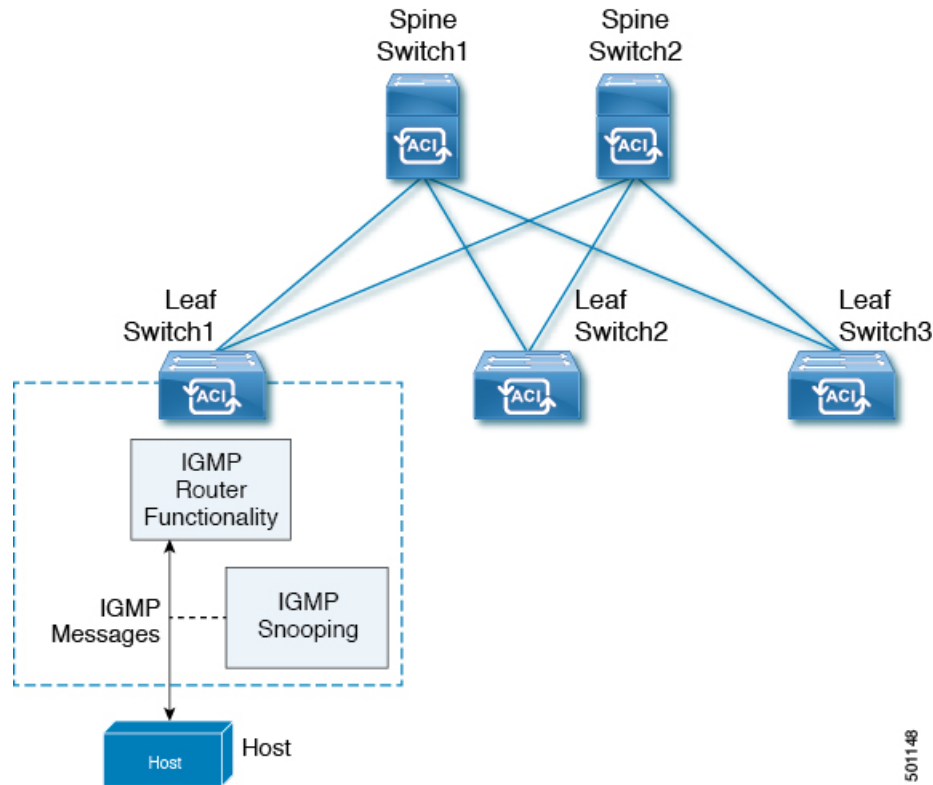 Spine
Switch1
Spine
Switch2
ACI
ACI
Leaf
Switch1
Leaf
Switch2
Leaf
Switch3
ACI
ACI
ACI
IGMP
Router
Functionality
IGMP
Messages
IGMP
Snooping
Host
Host
501148